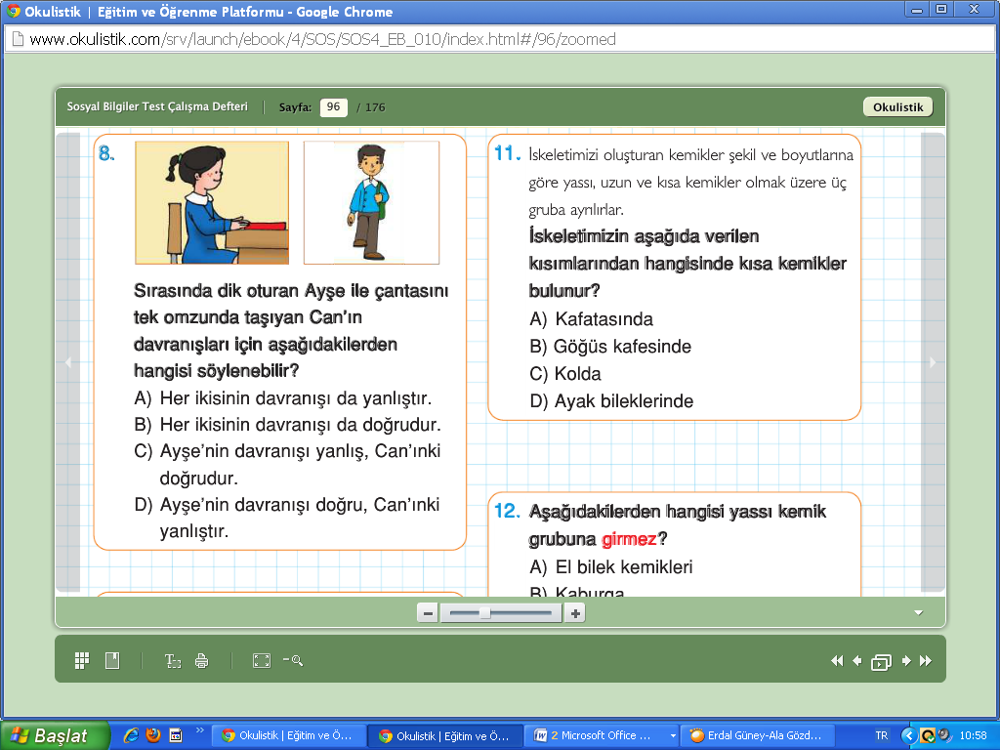 Okulistik | Eğitim ve Öğrenme Platformu - Google Chrome
www.okulistik.com/srv/launch/ebook/4/SOS/SOS4_EB_010/index.html#/96/zoomed
Sosyal Bilgiler Test Çalışma Defteri
Sayfa: 96 / 176
Okulistik
8.
Sırasında dik oturan Ayşe ile çantasını
tek omzunda taşıyan Can'ın
davranışları için aşağıdakilerden
hangisi söylenebilir?
A) Her ikisinin davranışı da yanlıştır.
B) Her ikisinin davranışı da doğrudur.
C) Ayşe'nin davranışı yanlış, Can'ınki
doğrudur.
D) Ayşe'nin davranışı doğru, Can'ınki
yanlıştır.
11. İskeletimizi oluşturan kemikler şekil ve boyutlarına
göre yassı, uzun ve kısa kemikler olmak üzere üç
gruba ayrılırlar.
İskeletimizin aşağıda verilen
kısımlarından hangisinde kısa kemikler
bulunur?
A) Kafatasında
B) Göğüs kafesinde
C) Kolda
D) Ayak bileklerinde
12. Aşağıdakilerden hangisi yassı kemik
grubuna girmez?
A) El bilek kemikleri
B) Kaburga
Başlat
Okulistik | Eğitim ve Ö...
Okulistik | Eğitim ve Ö...
2 Microsoft Office ...
Erdal Güney-Ala Gözd...
TR
10:58